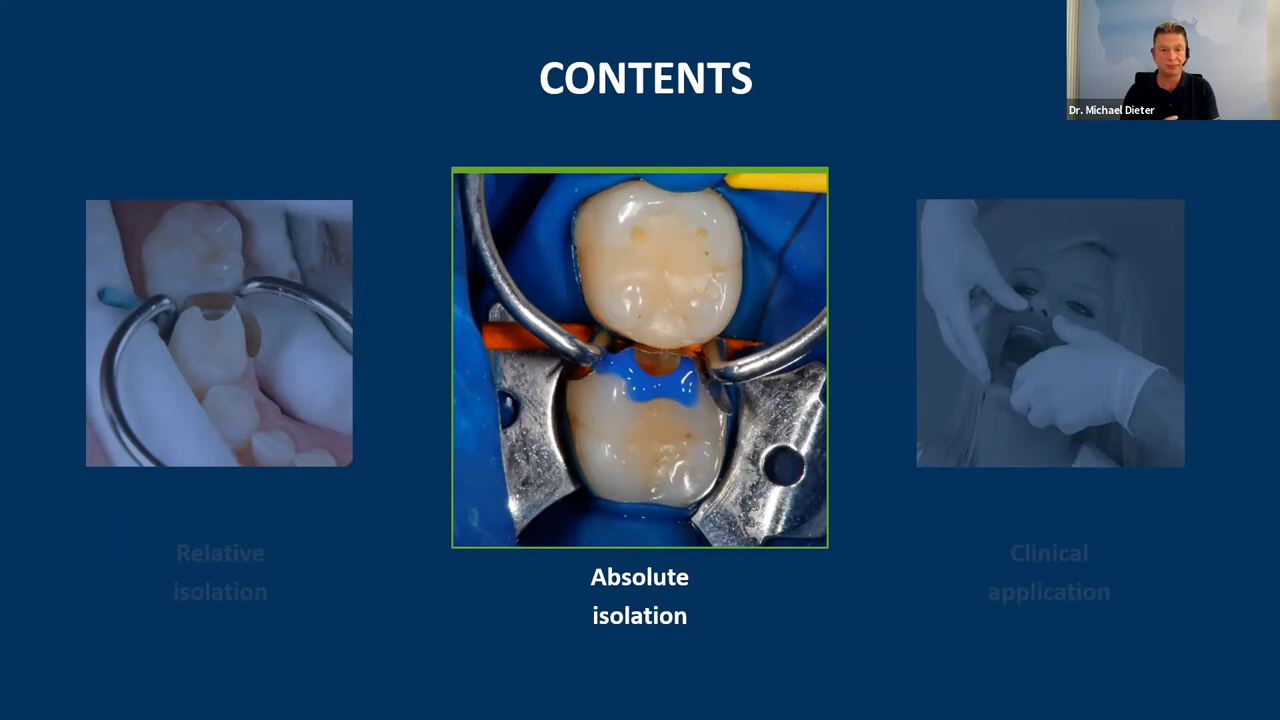 CONTENTS
Dr. Michael Dieter
Relative
isolation
Absolute
isolation
Clinical
application